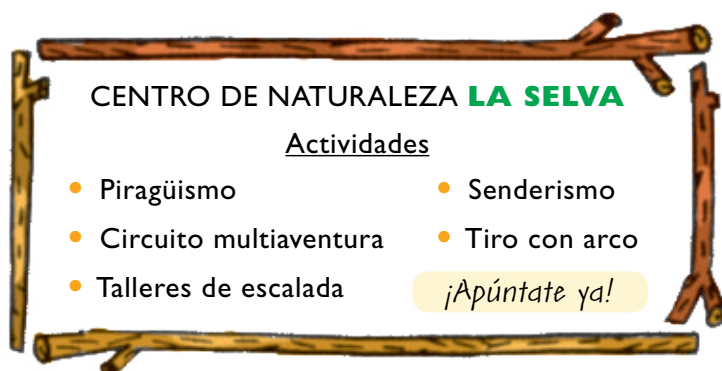 CENTRO DE NATURALEZA LA SELVA
Actividades
• Piragüismo
• Circuito multiaventura
• Talleres de escalada
• Senderismo
• Tiro con arco
¡Apúntate ya!